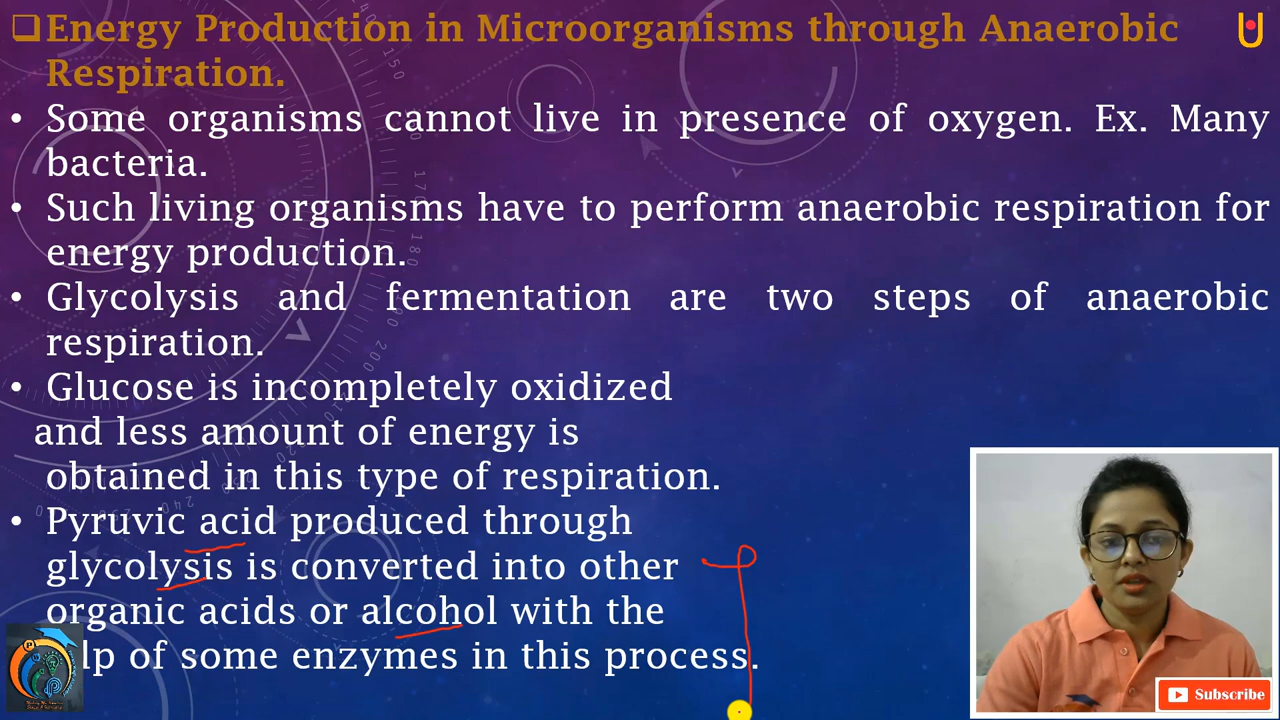 Energy Production in Microorganisms through Anaerobic
Respiration.
• Some organisms cannot live in presence of oxygen. Ex. Many
bacteria.
• Such living organisms have to perform anaerobic respiration for
energy production.
• Glycolysis and fermentation are two steps of anaerobic
respiration.
• Glucose is incompletely oxidized
and less amount of energy is
obtained in this type of respiration.
• Pyruvic acid produced through
glycolysis is converted into other
organic acids or alcohol with the
lp of some enzymes in this process.
Subscribe